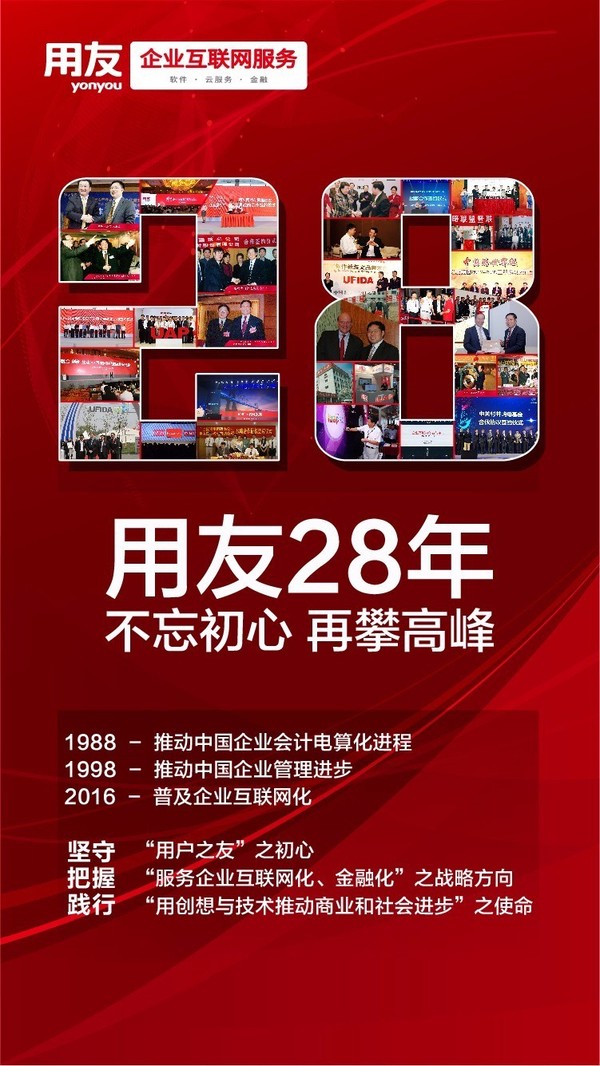 用友
yonyou
企业互联网服务
软件 · 云服务 · 金融
UFIDA
UAP
UFIDA
用友28年
不忘初心 再攀高峰
1988 － 推动中国企业会计电算化进程
1998 － 推动中国企业管理进步
2016 － 普及企业互联网化
坚守 “用户之友”之初心
把握 “服务企业互联网化、金融化”之战略方向
践行 “用创想与技术推动商业和社会进步”之使命